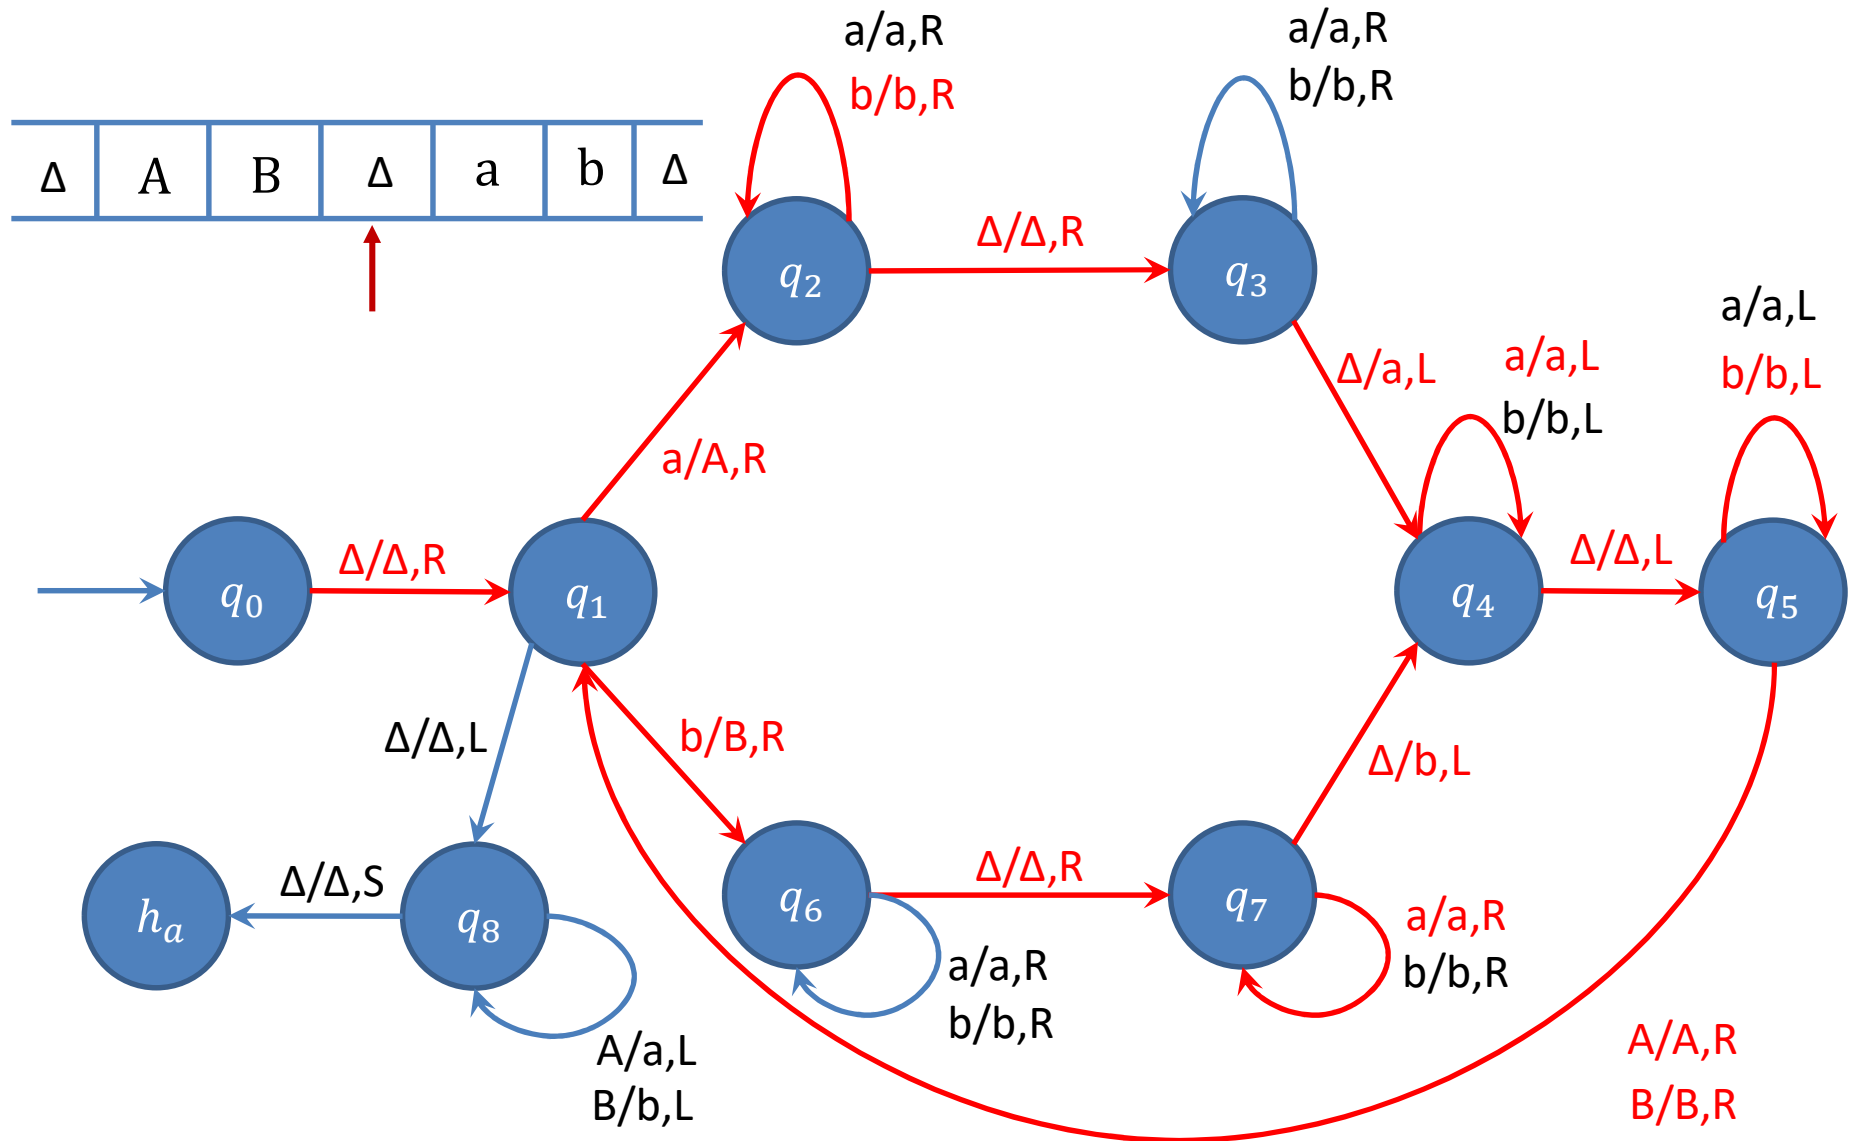 a/a,R
b/b,R
a/a,R
b/b,R
Δ A B Δ a b Δ
q2
Δ/Δ,R
q3
a/a,L
b/b,L
Δ/a,L
a/a,L
b/b,L
a/A,R
q0
Δ/Δ,R
q1
q4
Δ/Δ,L
q5
Δ/Δ,L
b/B,R
Δ/b,L
ha
Δ/Δ,S
q8
q6
Δ/Δ,R
q7
a/a,R
b/b,R
a/a,R
b/b,R
A/a,L
B/b,L
A/A,R
B/B,R